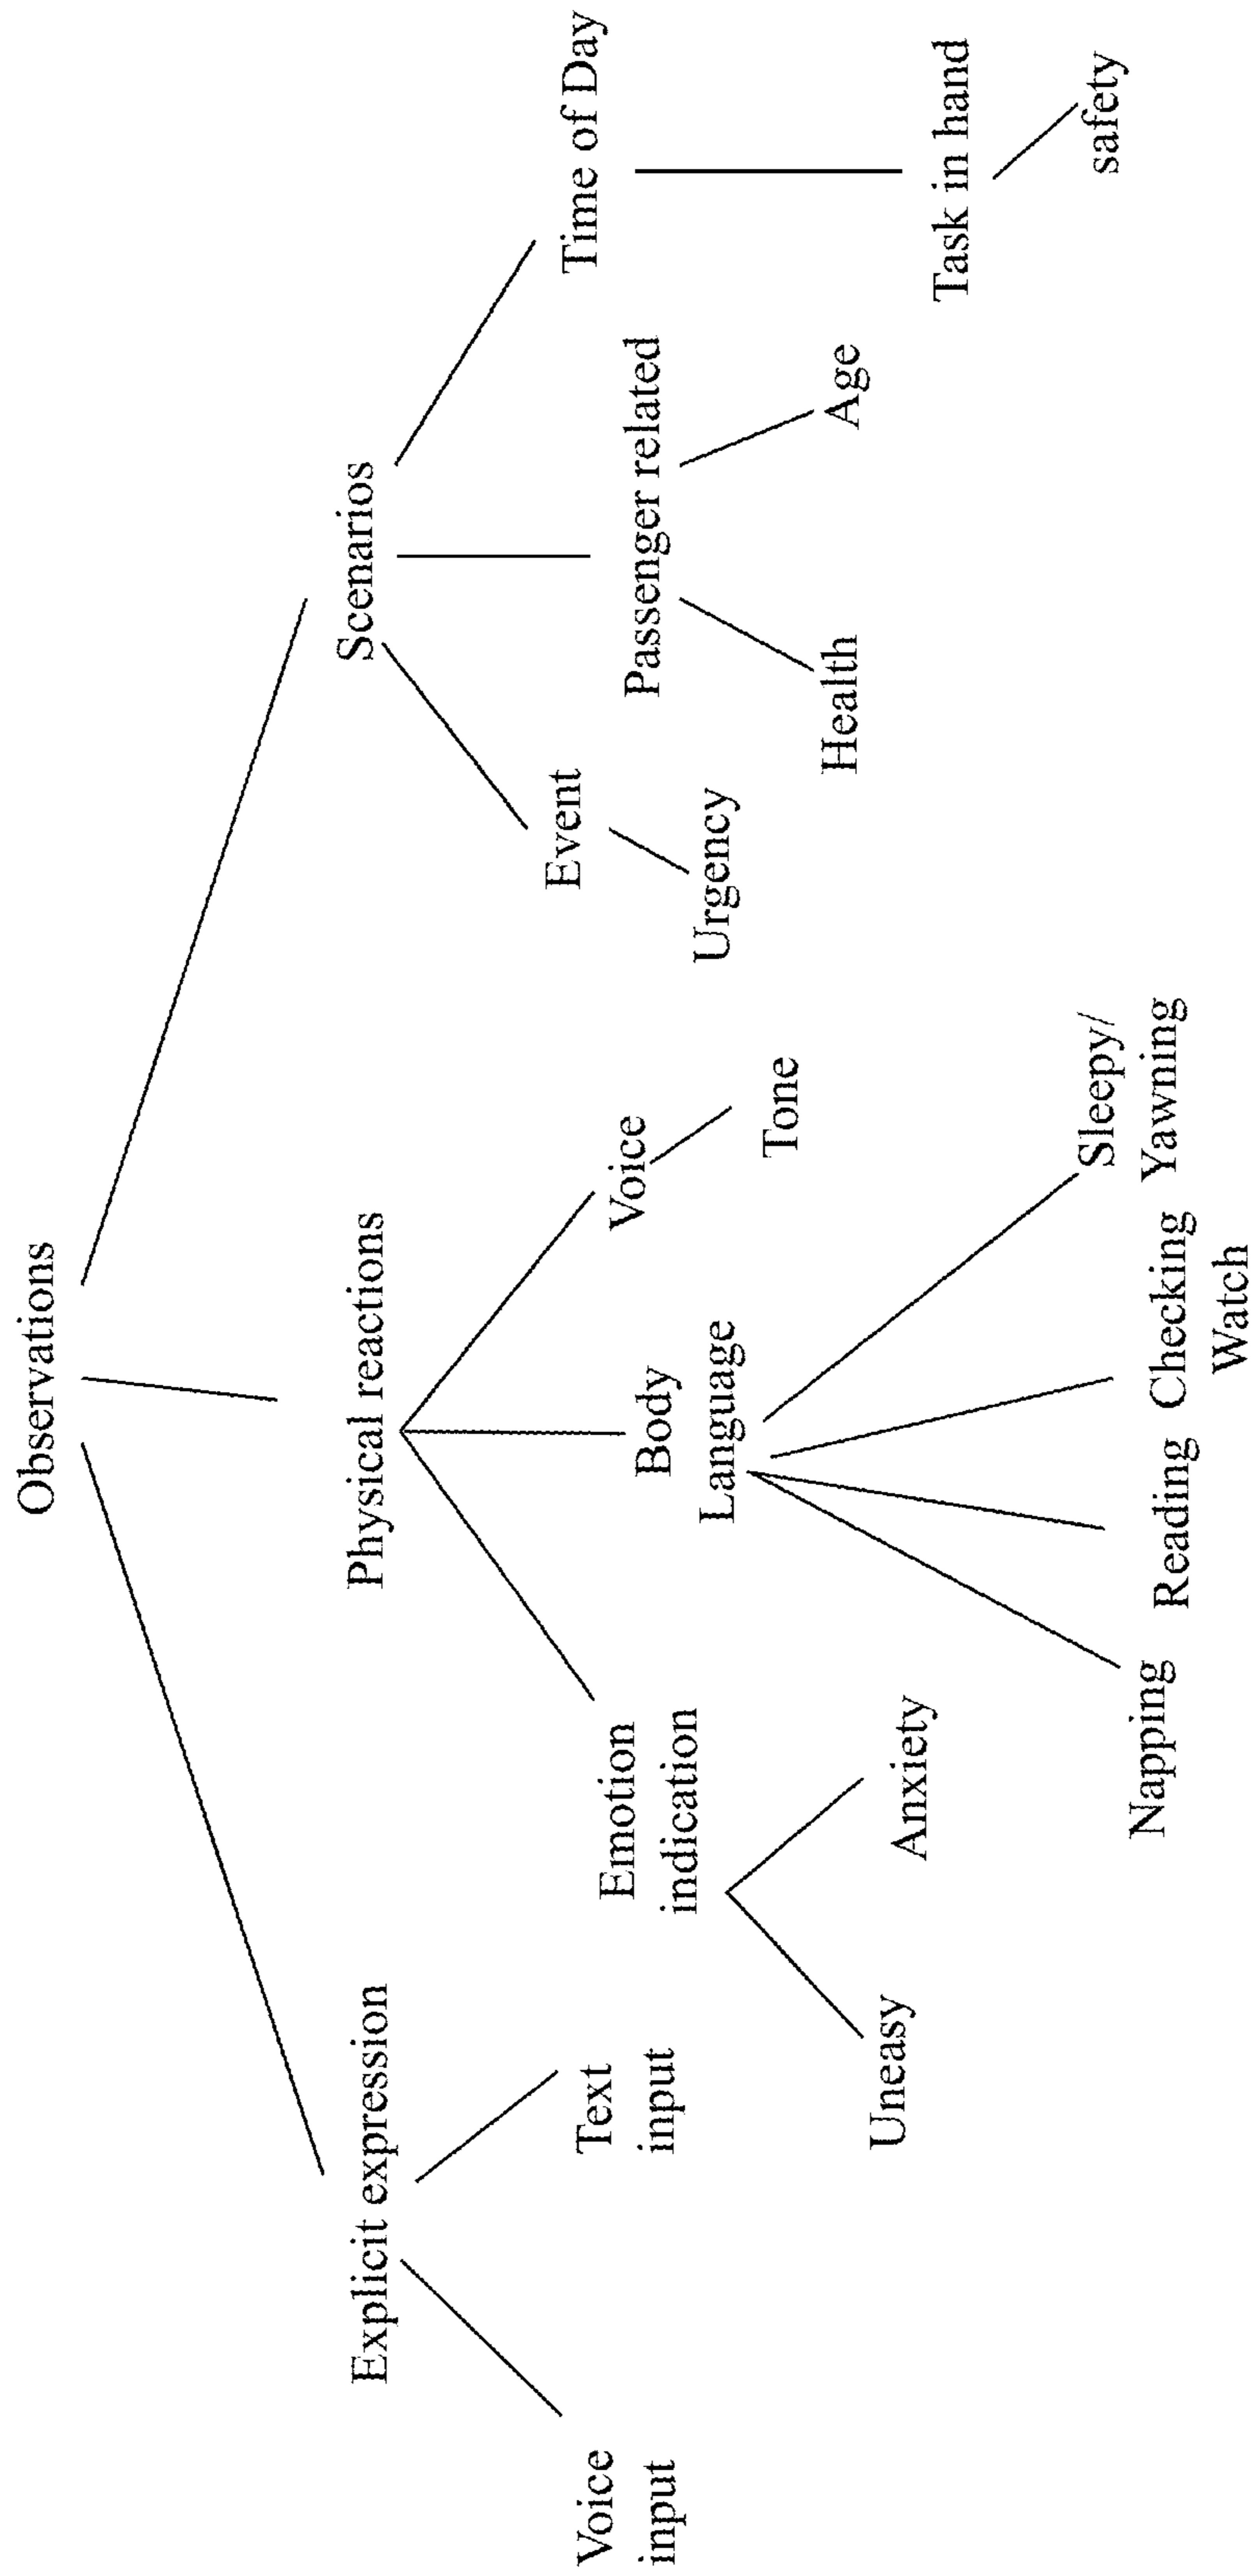 Observations
Explicit expression
Physical reactions
Scenarios
Voice
input
Text
input
Emotion
indication
Body
Language
Voice
Event
Passenger related
Time of Day
Uneasy
Anxiety
Tone
Urgency
Health
Age
Task in hand
Napping
Reading
Checking
Watch
Sleepy/
Yawning
safety